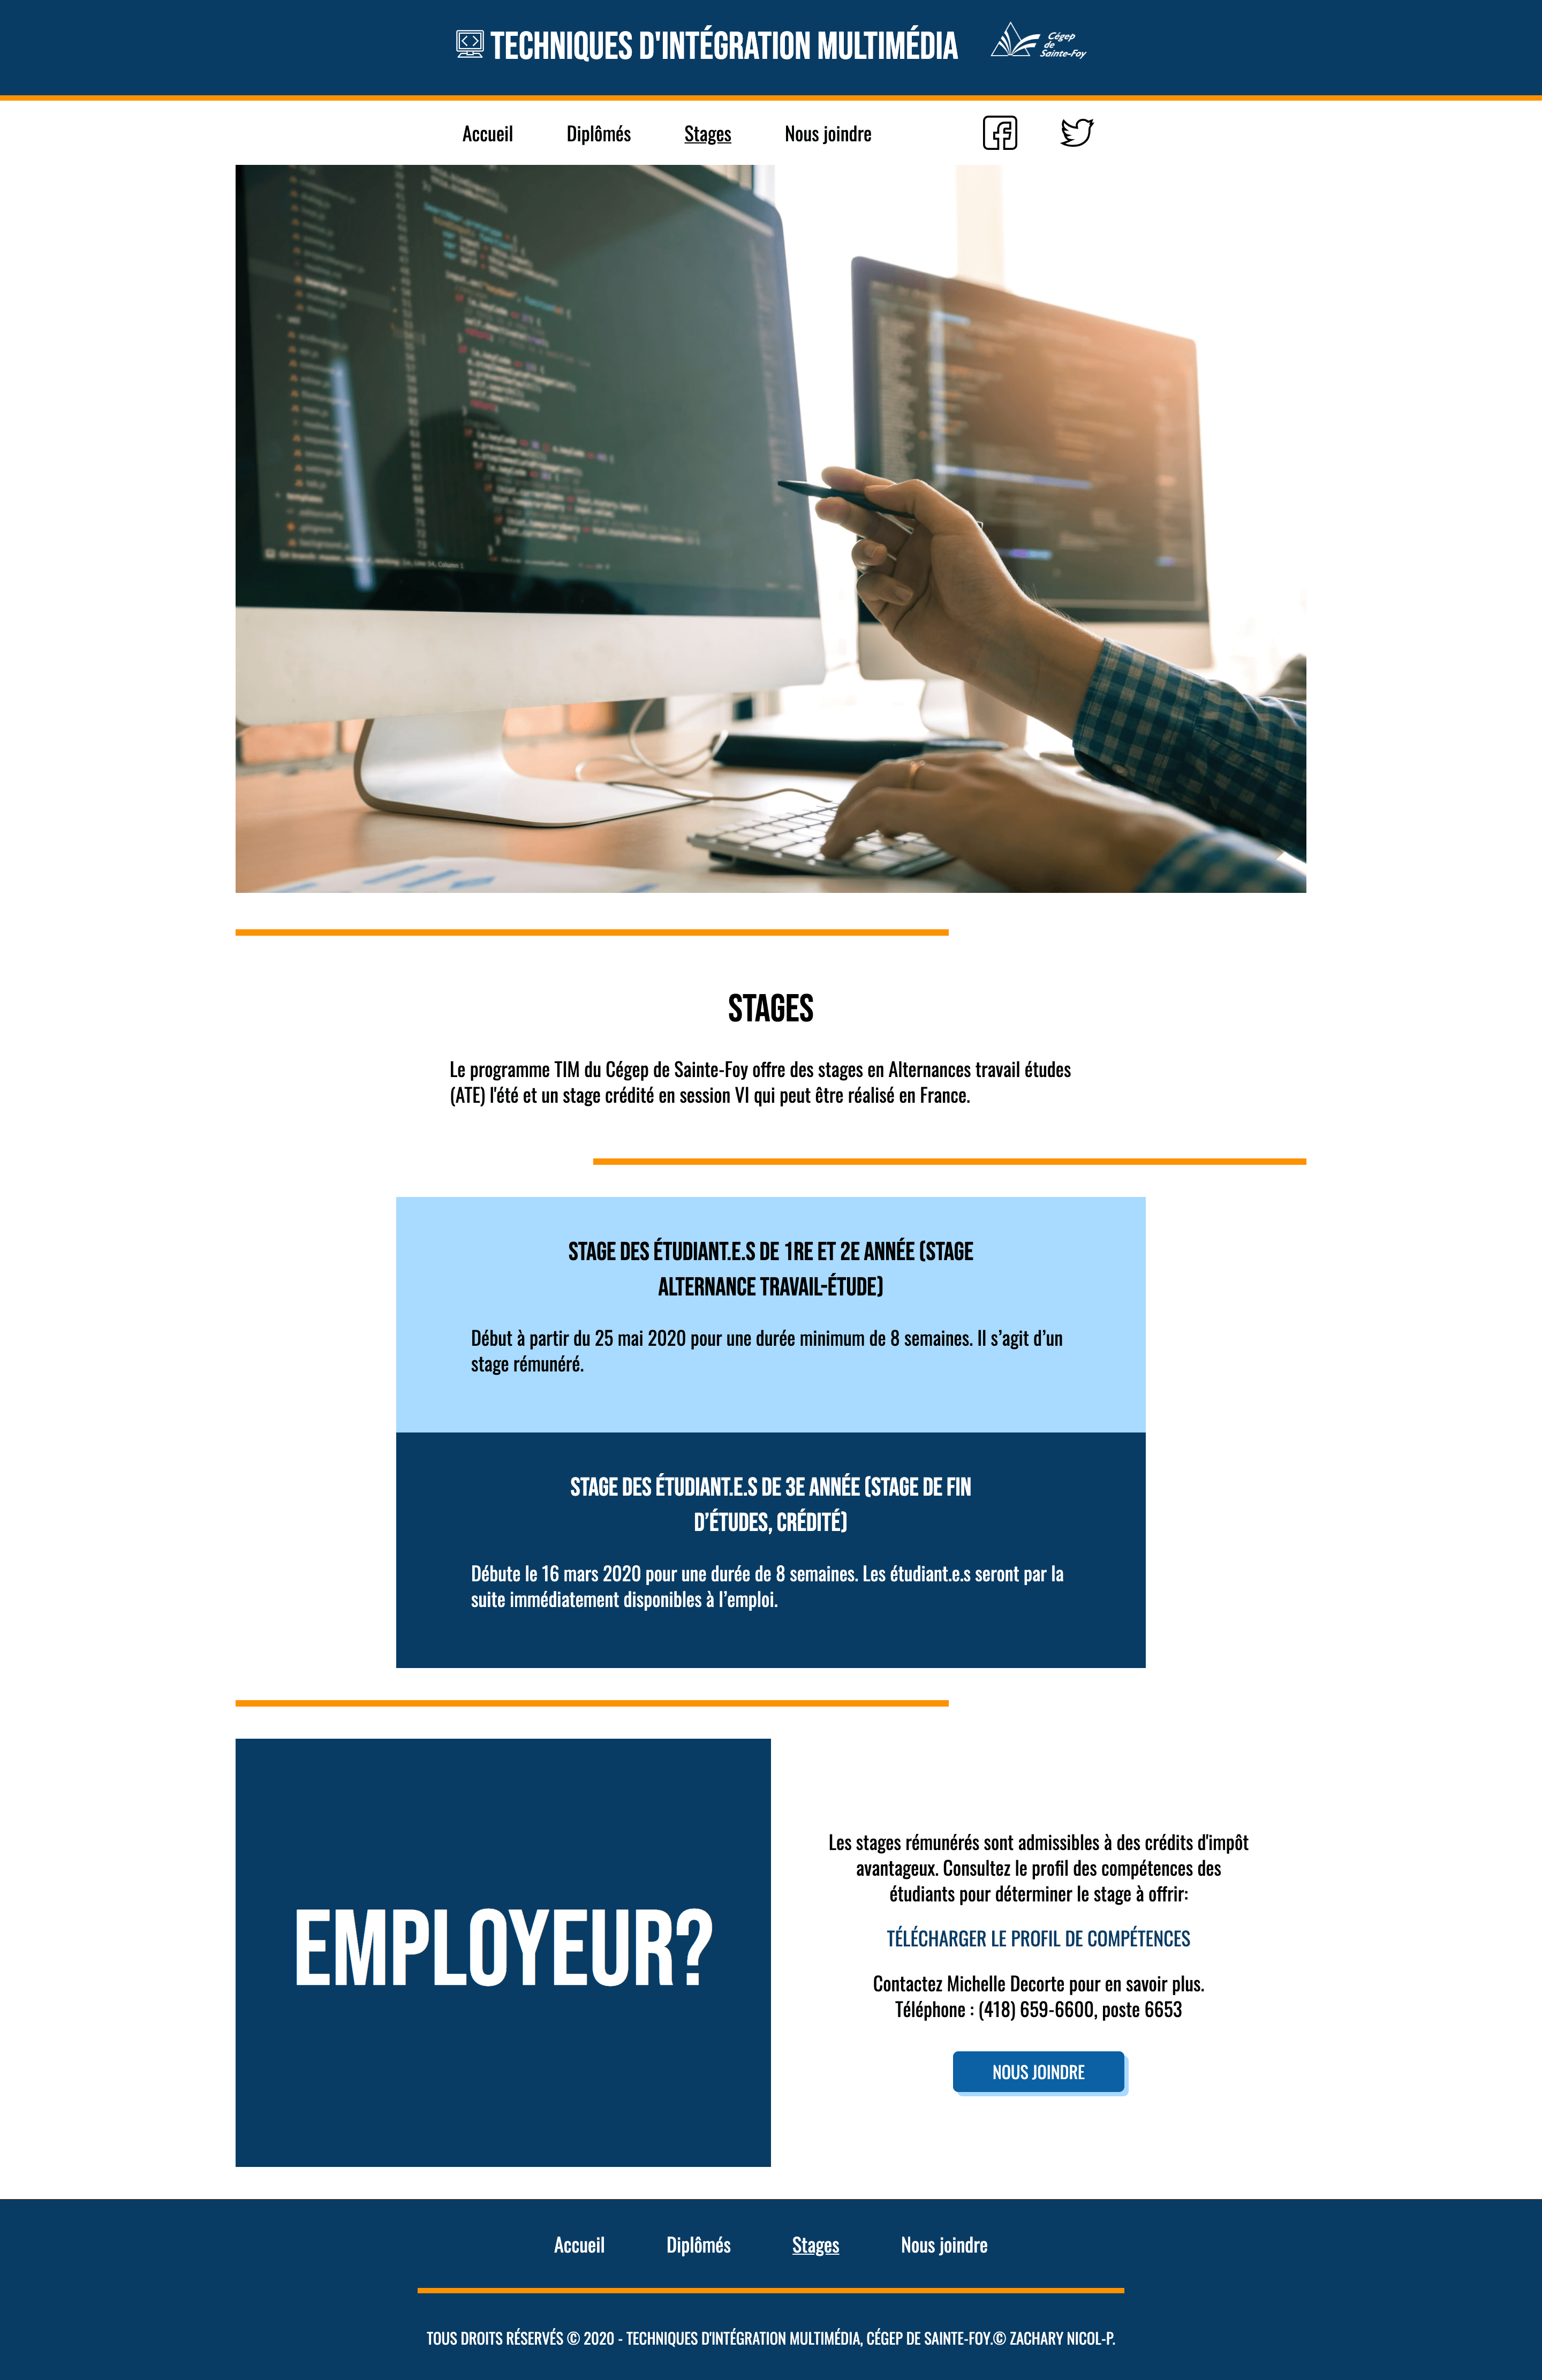 TECHNIQUES D'INTÉGRATION MULTIMÉDIA
Cégep
de
Sainte-Foy
Accueil Diplômés Stages Nous joindre
STAGES
Le programme TIM du Cégep de Sainte-Foy offre des stages en Alternances travail études
(ATE) l'été et un stage crédité en session VI qui peut être réalisé en France.
STAGE DES ÉTUDIANT.E.S DE 1RE ET 2E ANNÉE (STAGE
ALTERNANCE TRAVAIL-ÉTUDE)
Début à partir du 25 mai 2020 pour une durée minimum de 8 semaines. Il s’agit d’un
stage rémunéré.
STAGE DES ÉTUDIANT.E.S DE 3E ANNÉE (STAGE DE FIN
D’ÉTUDES, CRÉDITÉ)
Débute le 16 mars 2020 pour une durée de 8 semaines. Les étudiant.e.s seront par la
suite immédiatement disponibles à l’emploi.
EMPLOYEUR?
Les stages rémunérés sont admissibles à des crédits d'impôt
avantageux. Consultez le profil des compétences des
étudiants pour déterminer le stage à offrir:
TÉLÉCHARGER LE PROFIL DE COMPÉTENCES
Contactez Michelle Decorte pour en savoir plus.
Téléphone : (418) 659-6600, poste 6653
NOUS JOINDRE
Accueil Diplômés Stages Nous joindre
TOUS DROITS RÉSERVÉS © 2020 - TECHNIQUES D'INTÉGRATION MULTIMÉDIA, CÉGEP DE SAINTE-FOY.© ZACHARY NICOL-P.